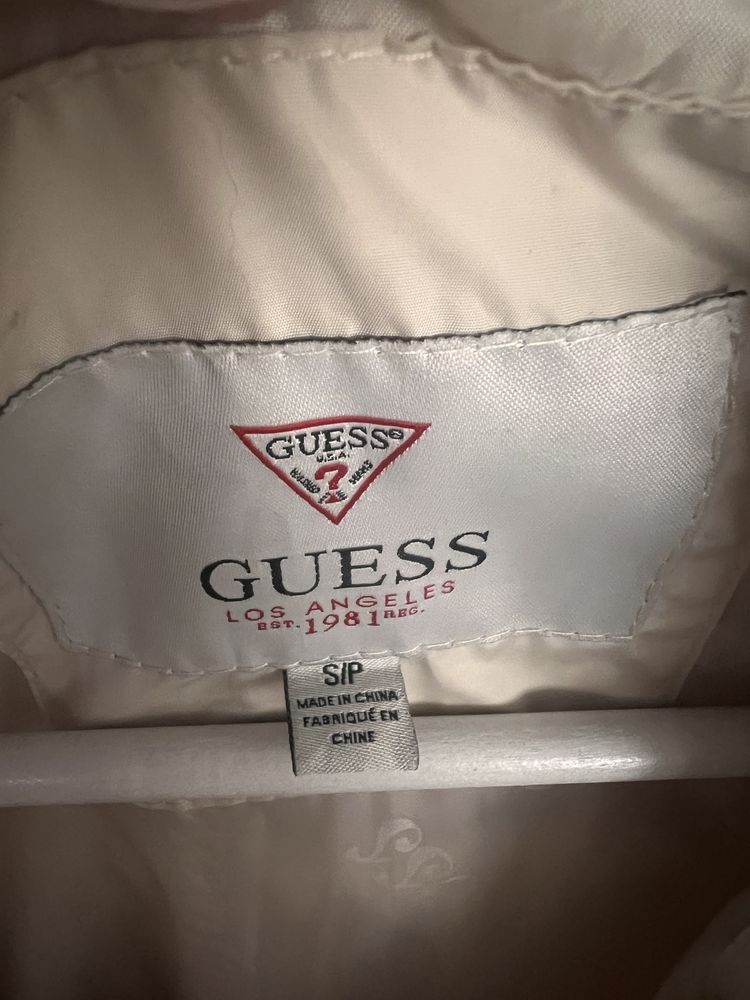 GUESS®
U.S.A.
?
GUESS
LOS ANGELES
EST. 1981 REG.
S/P
MADE IN CHINA
FABRIQUÉ EN
CHINE